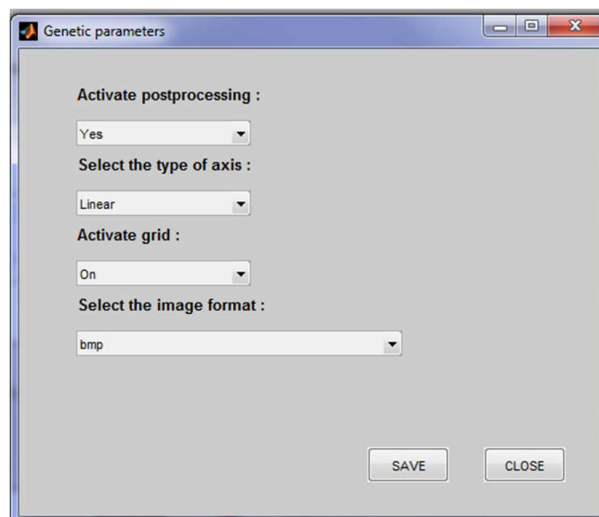 Genetic parameters
Activate postprocessing :
Yes
Select the type of axis :
Linear
Activate grid :
On
Select the image format :
bmp
SAVE CLOSE